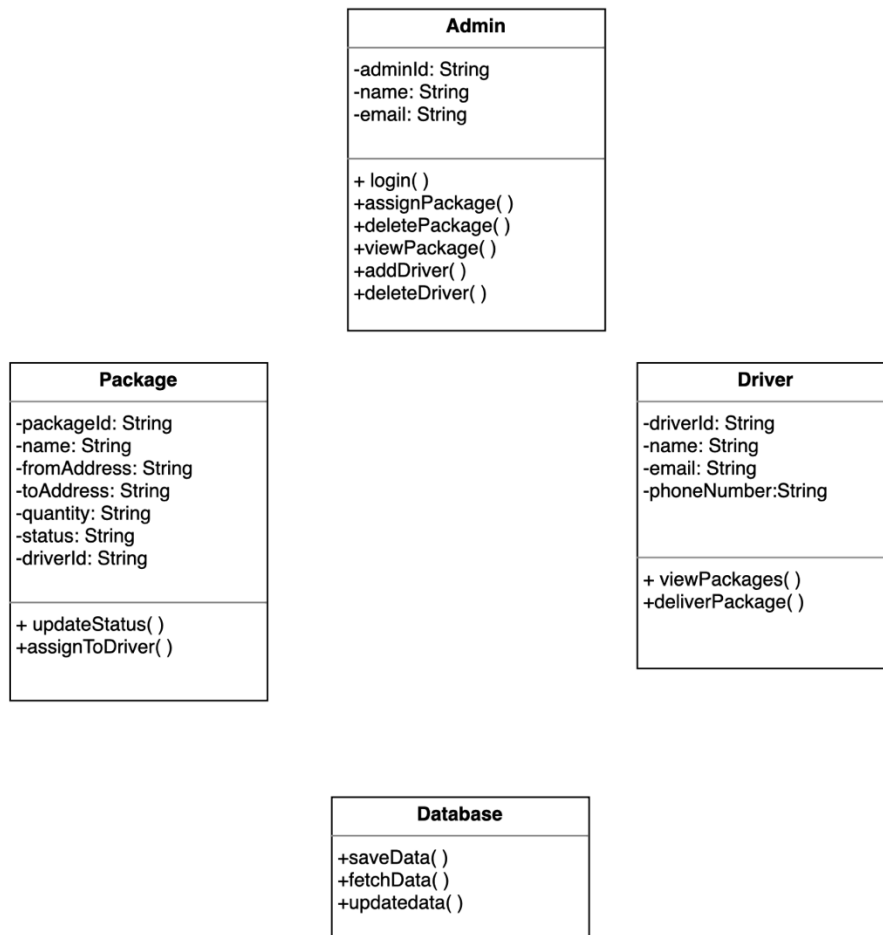 Admin
-adminId: String
-name: String
-email: String
+ login( )
+assignPackage( )
+deletePackage( )
+viewPackage( )
+addDriver( )
+deleteDriver( )
Package
-packageId: String
-name: String
-fromAddress: String
-toAddress: String
-quantity: String
-status: String
-driverId: String
+ updateStatus( )
+assignToDriver( )
Driver
-driverId: String
-name: String
-email: String
-phoneNumber:String
+ viewPackages( )
+deliverPackage( )
Database
+saveData( )
+fetchData( )
+updatedata( )